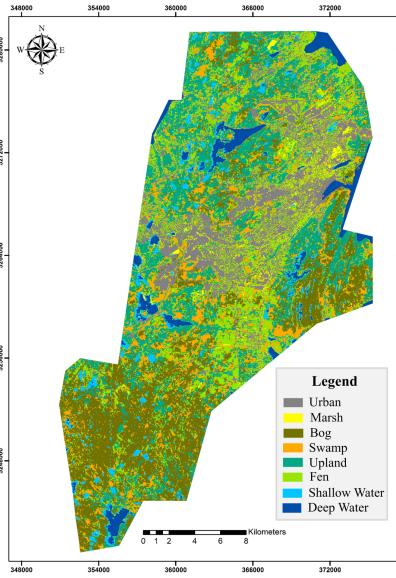 348000 354000 360000 366000 372000
N
W E
S
Legend
Urban
Marsh
Bog
Swamp
Upland
Fen
Shallow Water
Deep Water
Kilometers
0 1 2 4 6 8
348000 354000 360000 366000 372000